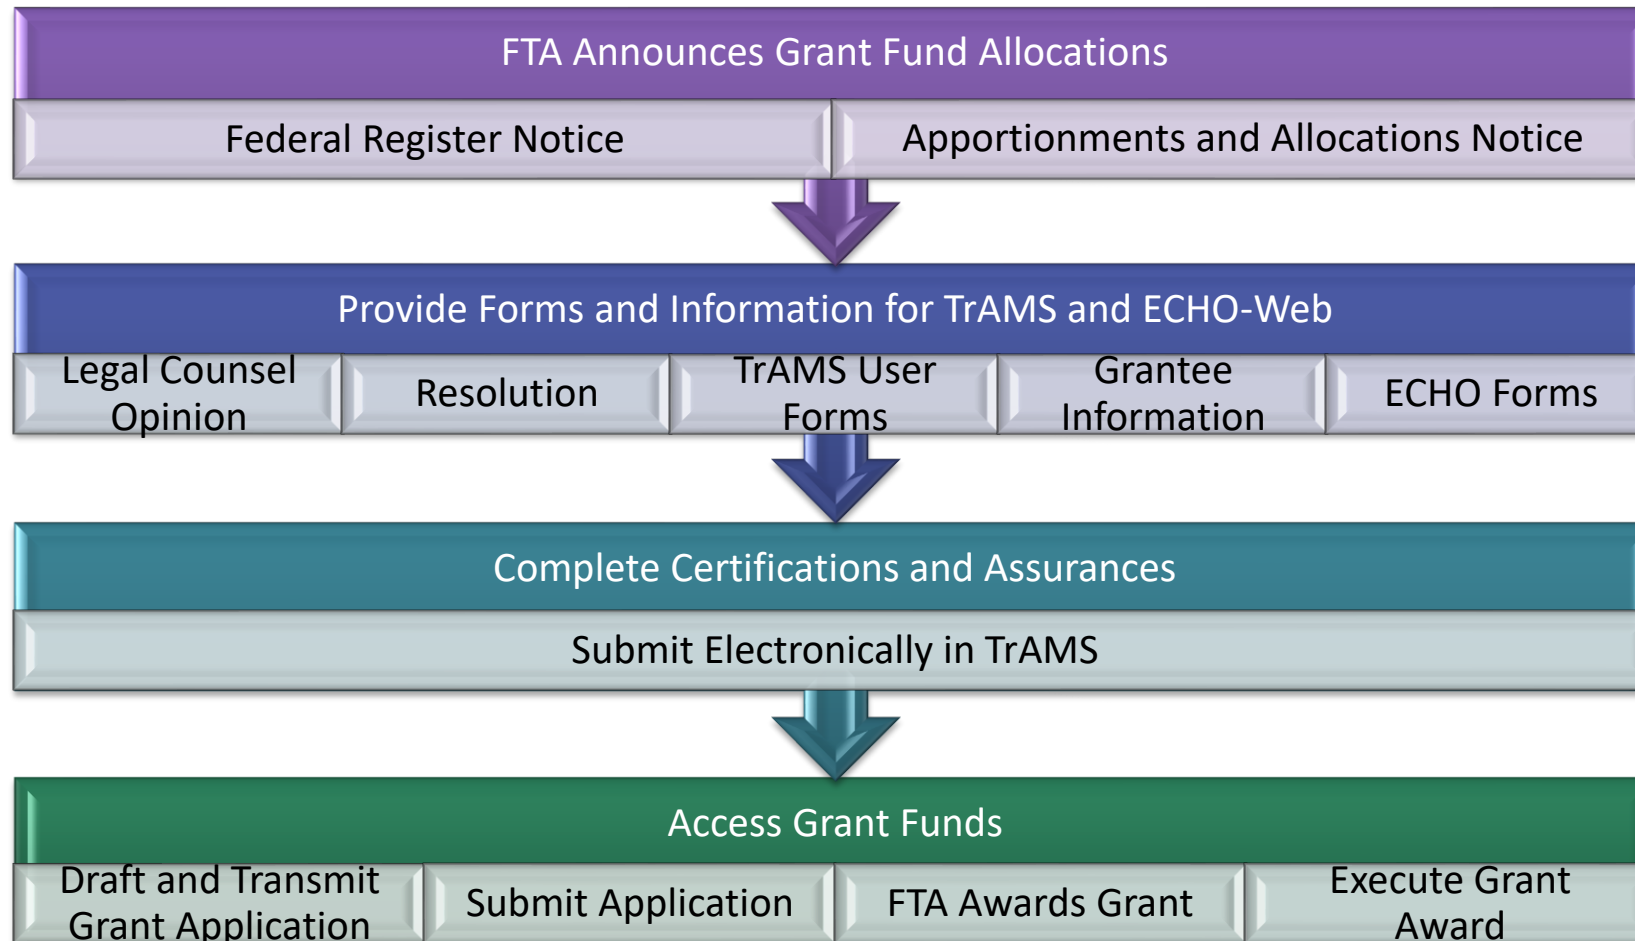 FTA Announces Grant Fund Allocations
Federal Register Notice
Apportionments and Allocations Notice
Provide Forms and Information for TrAMS and ECHO-Web
Legal Counsel
Opinion
Resolution
TrAMS User
Forms
Grantee
Information
ECHO Forms
Complete Certifications and Assurances
Submit Electronically in TrAMS
Access Grant Funds
Draft and Transmit
Grant Application
Submit Application
FTA Awards Grant
Execute Grant
Award